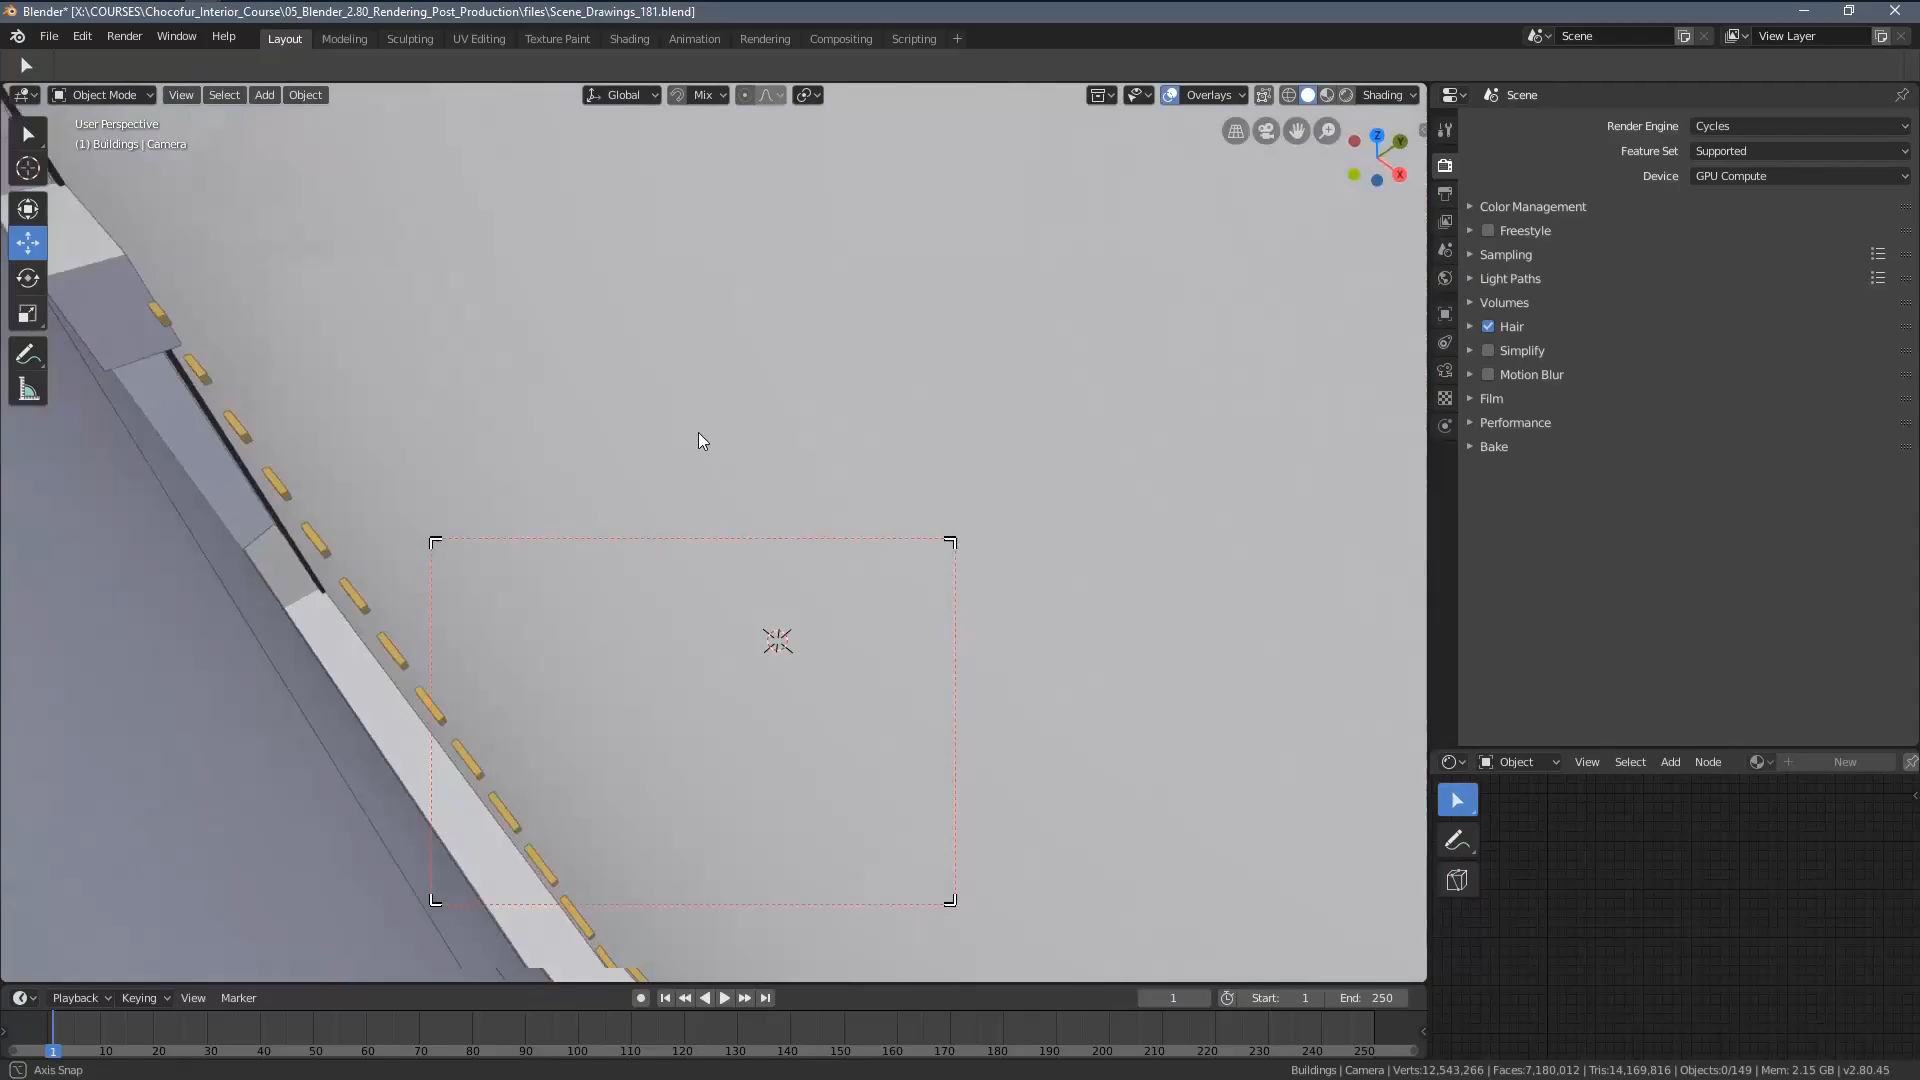 Blender* [X:\COURSES\Chocofur_Interior_Course\05_Blender_2.80_Rendering_Post_Production\files\Scene_Drawings_181.blend]
File Edit Render Window Help Layout Modeling Sculpting UV Editing Texture Paint Shading Animation Rendering Compositing Scripting + Scene View Layer
Object Mode View Select Add Object Global Mix Overlays Shading Scene
User Perspective
(1) Buildings | Camera
Z
Y
X
Render Engine Cycles
Feature Set Supported
Device GPU Compute
Color Management
Freestyle
Sampling
Light Paths
Volumes
Hair
Simplify
Motion Blur
Film
Performance
Bake
Object View Select Add Node New
Playback Keying View Marker 1 Start: 1 End: 250
1 10 20 30 40 50 60 70 80 90 100 110 120 130 140 150 160 170 180 190 200 210 220 230 240 250
Axis Snap
Buildings | Camera | Verts:12,543,266 | Faces:7,180,012 | Tris:14,169,816 | Objects:0/149 | Mem: 2.15 GB | v2.80.45